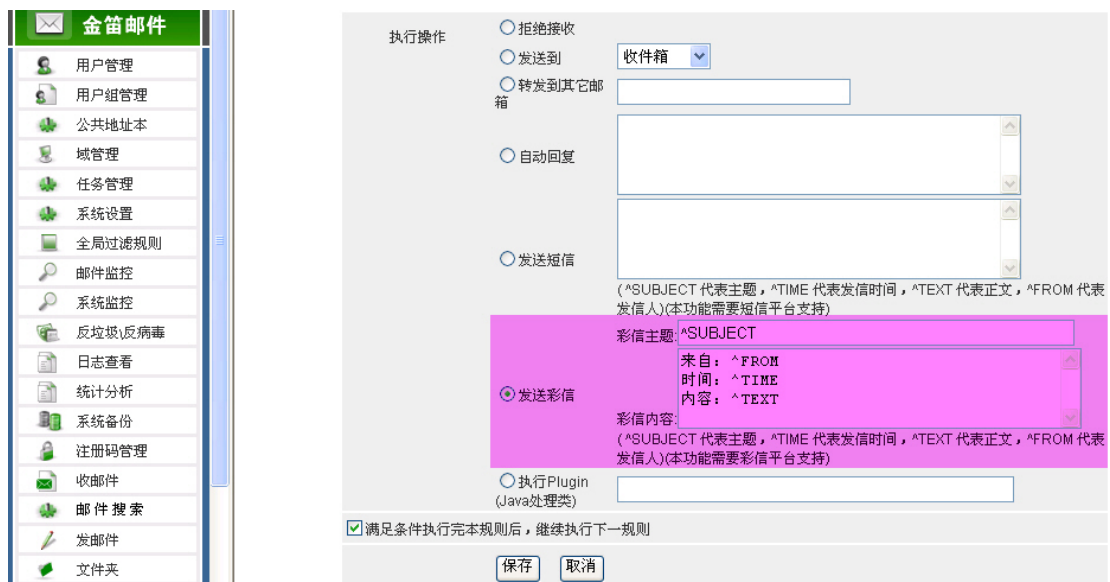 金笛邮件
用户管理
用户组管理
公共地址本
域管理
任务管理
系统设置
全局过滤规则
邮件监控
系统监控
反垃圾\反病毒
日志查看
统计分析
系统备份
注册码管理
收邮件
邮件搜索
发邮件
文件夹
执行操作
拒绝接收
发送到 收件箱
转发到其它邮
箱
自动回复
发送短信
(^SUBJECT 代表主题，^TIME 代表发信时间，^TEXT 代表正文，^FROM 代表
发信人)(本功能需要短信平台支持)
彩信主题: ^SUBJECT
来自：^FROM
时间：^TIME
内容：^TEXT
发送彩信
彩信内容:
(^SUBJECT 代表主题，^TIME 代表发信时间，^TEXT 代表正文，^FROM 代表
发信人)(本功能需要彩信平台支持)
执行Plugin
(Java处理类)
满足条件执行完本规则后，继续执行下一规则
保存 取消